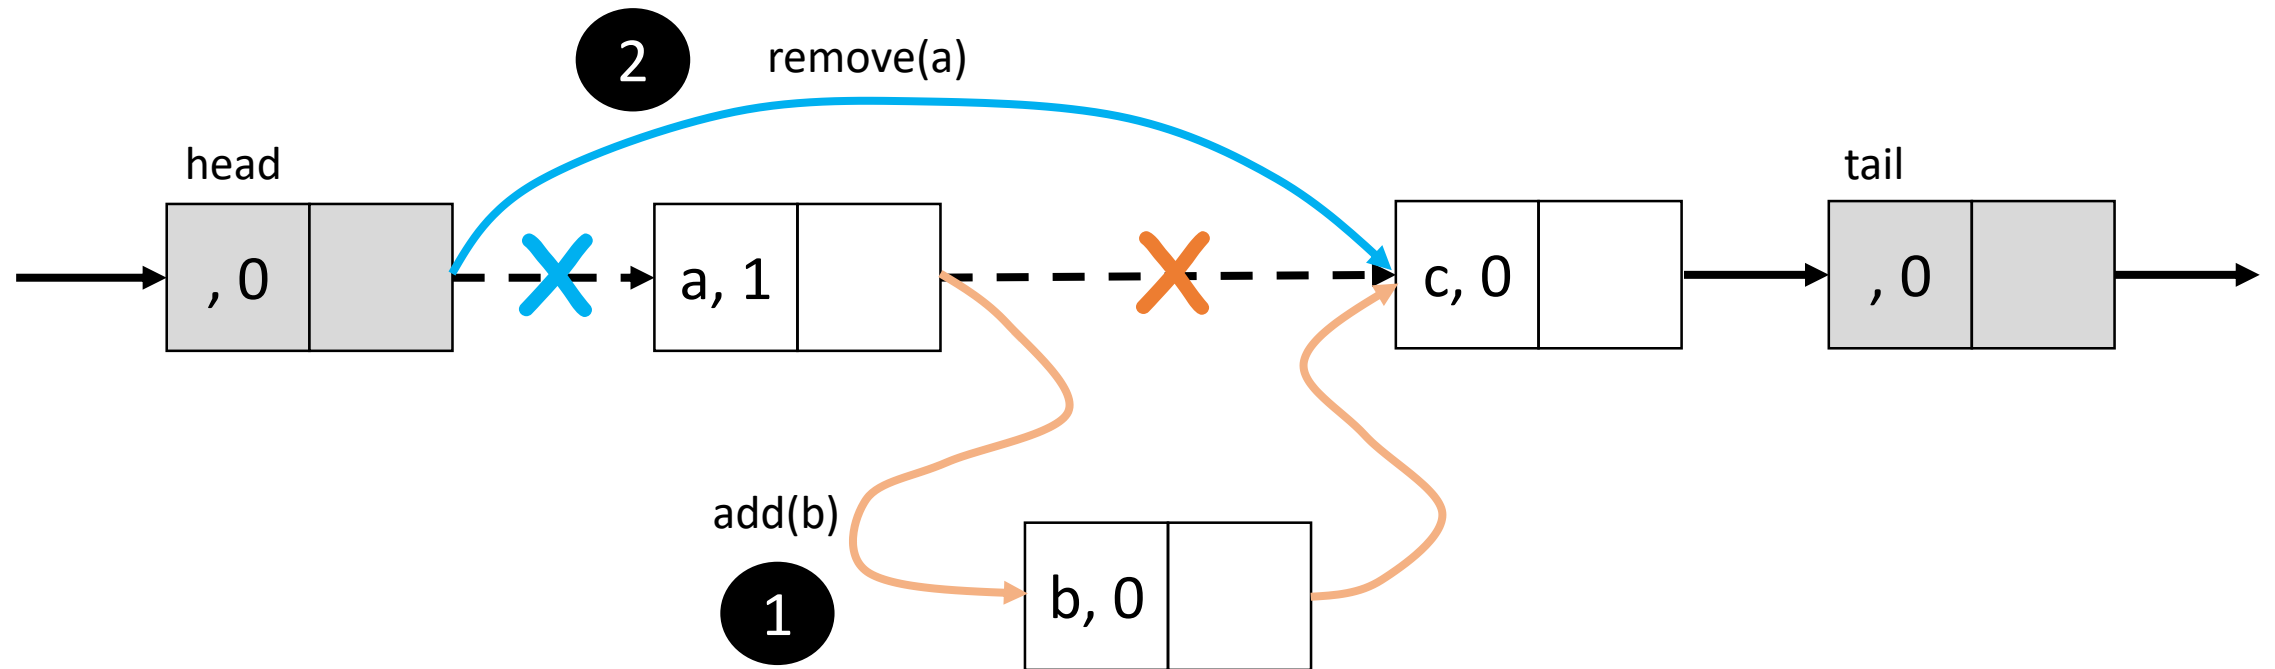 2
remove(a)
head
tail
, 0
a, 1
c, 0
, 0
add(b)
b, 0
1